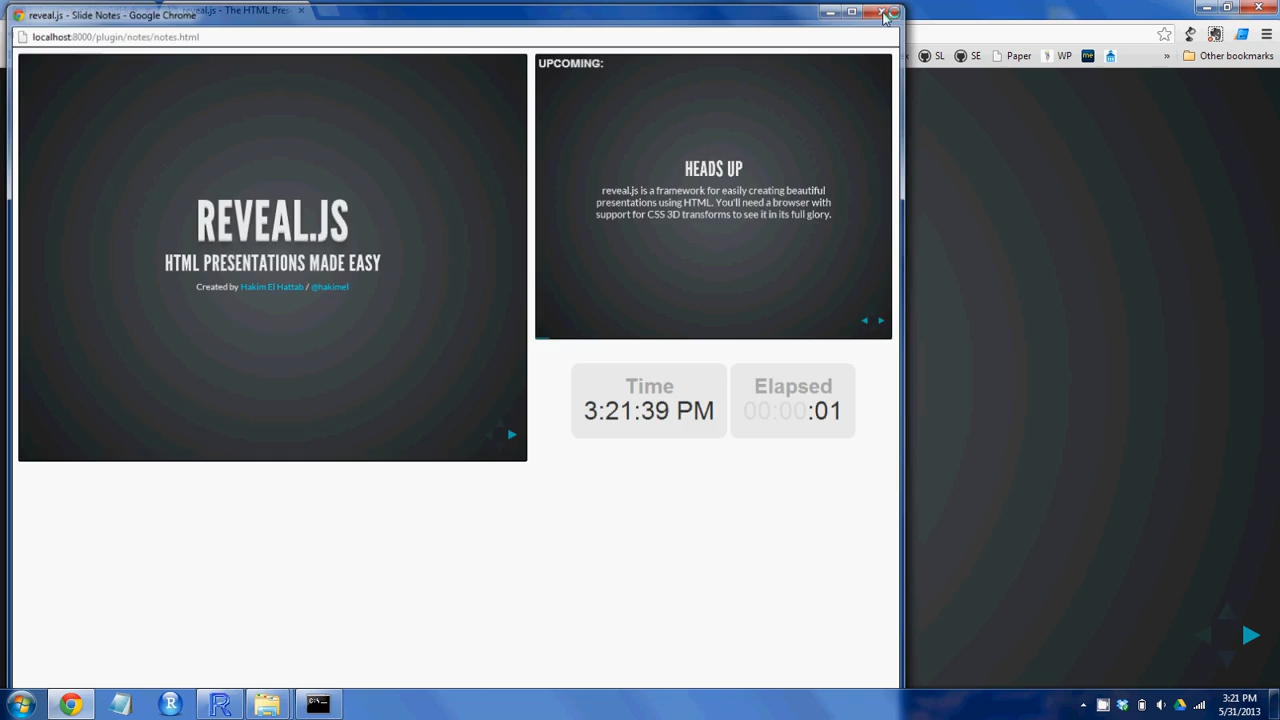 reveal.js - Slide Notes - Google Chrome
reveal.js - The HTML Pres
localhost:8000/plugin/notes/notes.html
SL
SE
Paper
WP
me
»
Other bookmarks
REVEAL.JS
HTML PRESENTATIONS MADE EASY
Created by Hakim El Hattab / @hakimel
UPCOMING:
HEADS UP
reveal.js is a framework for easily creating beautiful
presentations using HTML. You'll need a browser with
support for CSS 3D transforms to see it in its full glory.
Time
3:21:39 PM
Elapsed
00:00:01
C:\.
3:21 PM
5/31/2013